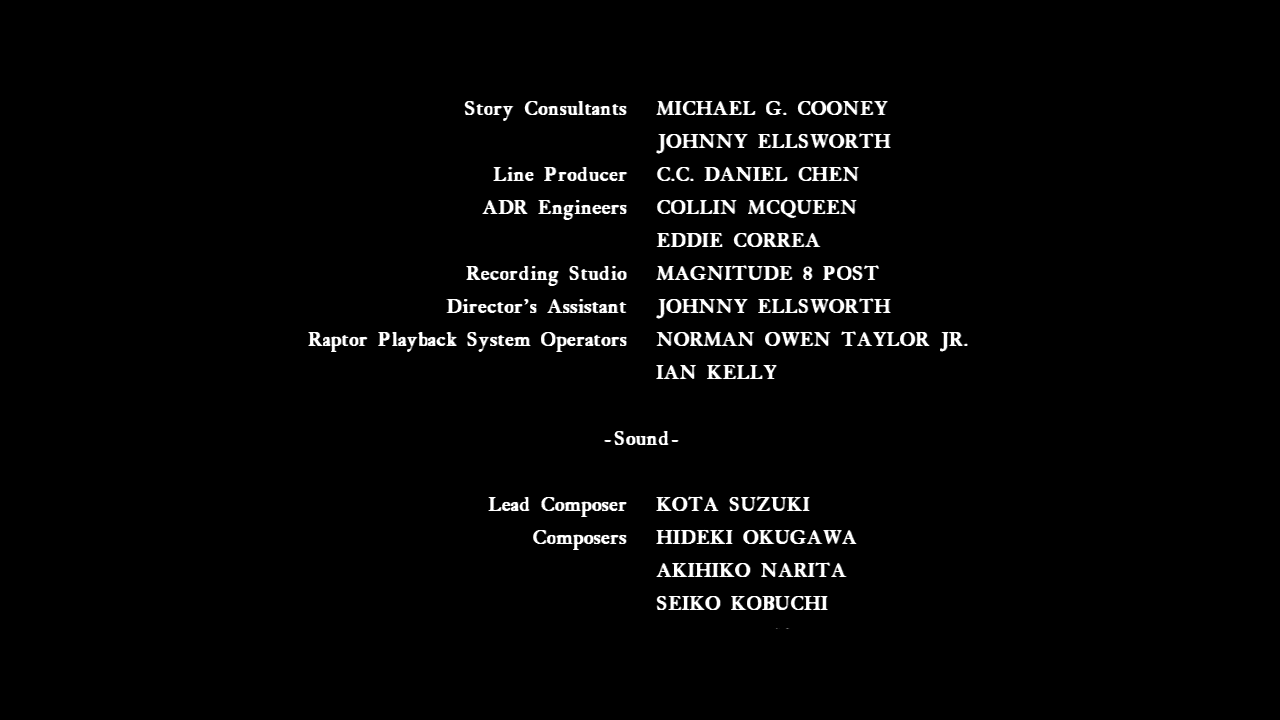 Story Consultants MICHAEL G. COONEY
JOHNNY ELLSWORTH
Line Producer C.C. DANIEL CHEN
ADR Engineers COLLIN MCQUEEN
EDDIE CORREA
Recording Studio MAGNITUDE 8 POST
Director's Assistant JOHNNY ELLSWORTH
Raptor Playback System Operators NORMAN OWEN TAYLOR JR.
IAN KELLY
-Sound-
Lead Composer KOTA SUZUKI
Composers HIDEKI OKUGAWA
AKIHIKO NARITA
SEIKO KOBUCHI